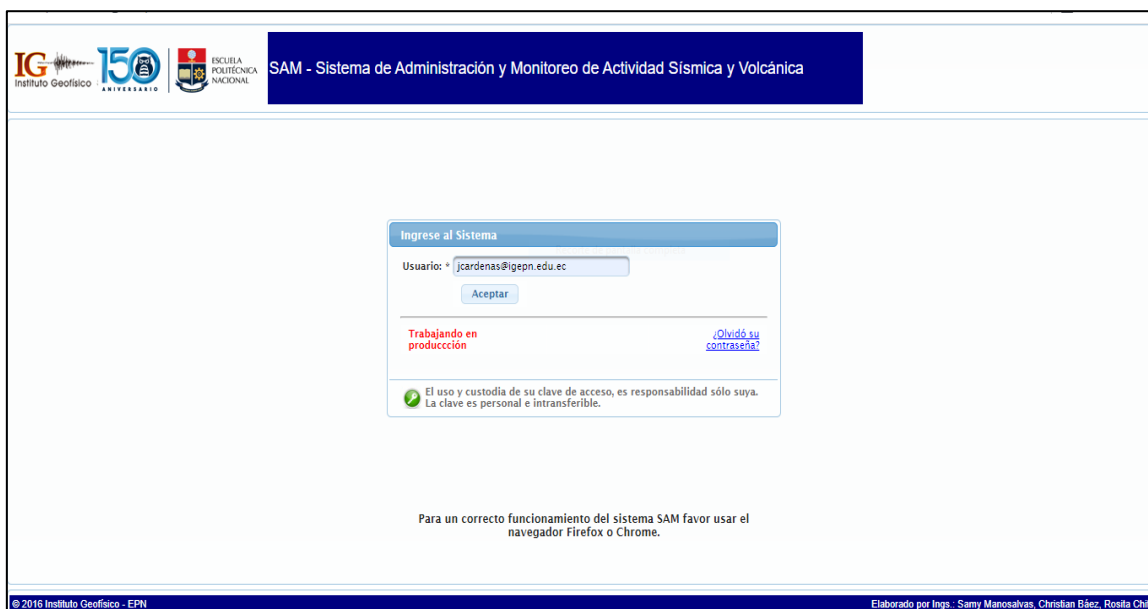 IG
Instituto Geofísico
150
ANIVERSARIO
ESCUELA
POLITÉCNICA
NACIONAL
SAM - Sistema de Administración y Monitoreo de Actividad Sísmica y Volcánica
Ingrese al Sistema
Usuario: * jcardenas@igepn.edu.ec
Aceptar
Trabajando en
produccción
¿Olvidó su
contraseña?
El uso y custodia de su clave de acceso, es responsabilidad sólo suya.
La clave es personal e intransferible.
Para un correcto funcionamiento del sistema SAM favor usar el
navegador Firefox o Chrome.
© 2016 Instituto Geofísico - EPN
Elaborado por Ings.: Samy Manosalvas, Christian Báez, Rosita Chi